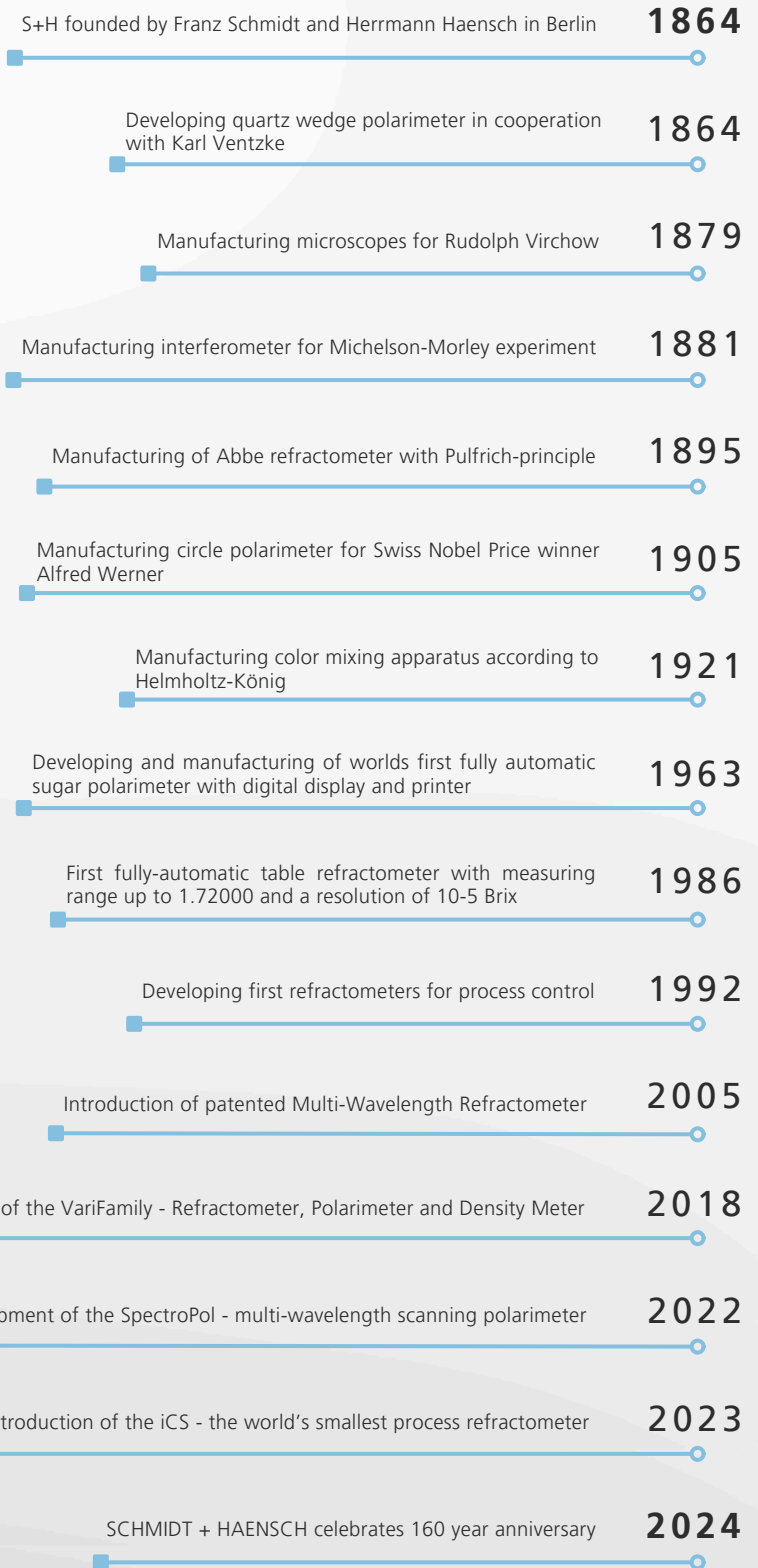 S+H founded by Franz Schmidt and Herrmann Haensch in Berlin 1864
Developing quartz wedge polarimeter in cooperation
with Karl Ventzke 1864
Manufacturing microscopes for Rudolph Virchow 1879
Manufacturing interferometer for Michelson-Morley experiment 1881
Manufacturing of Abbe refractometer with Pulfrich-principle 1895
Manufacturing circle polarimeter for Swiss Nobel Price winner
Alfred Werner 1905
Manufacturing color mixing apparatus according to
Helmholtz-König 1921
Developing and manufacturing of worlds first fully automatic
sugar polarimeter with digital display and printer 1963
First fully-automatic table refractometer with measuring
range up to 1.72000 and a resolution of 10-5 Brix 1986
Developing first refractometers for process control 1992
Introduction of patented Multi-Wavelength Refractometer 2005
of the VariFamily - Refractometer, Polarimeter and Density Meter 2018
of the SpectroPol - multi-wavelength scanning polarimeter 2022
of the iCS - the world's smallest process refractometer 2023
SCHMIDT + HAENSCH celebrates 160 year anniversary 2024